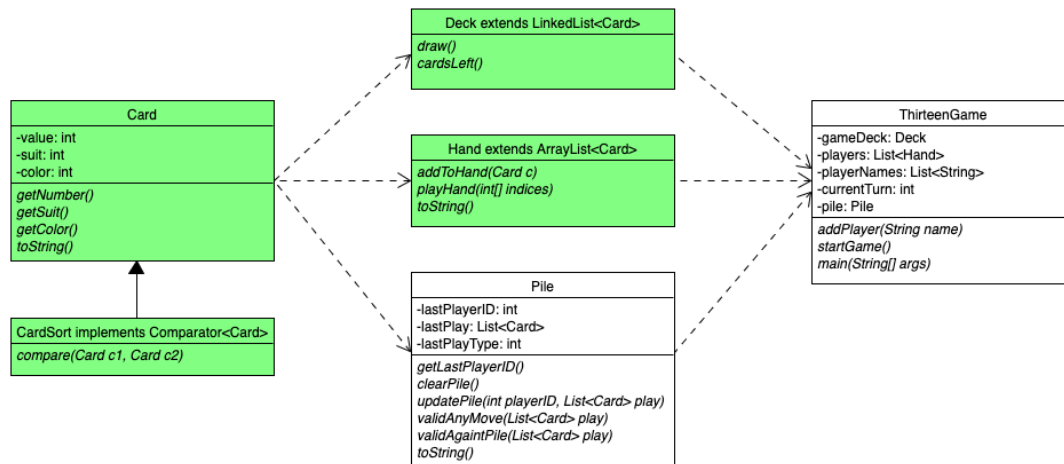 Deck extends LinkedList<Card>
draw()
cardsLeft()
Card
-value: int
-suit: int
-color: int
getNumber()
getSuit()
getColor()
toString()
CardSort implements Comparator<Card>
compare(Card c1, Card c2)
Hand extends ArrayList<Card>
addToHand(Card c)
playHand(int[] indices)
toString()
Pile
-lastPlayerID: int
-lastPlay: List<Card>
-lastPlayType: int
getLastPlayerID()
clearPile()
updatePile(int playerID, List<Card> play)
validAnyMove(List<Card> play)
validAgaintPile(List<Card> play)
toString()
ThirteenGame
-gameDeck: Deck
-players: List<Hand>
-playerNames: List<String>
-currentTurn: int
-pile: Pile
addPlayer(String name)
startGame()
main(String[] args)